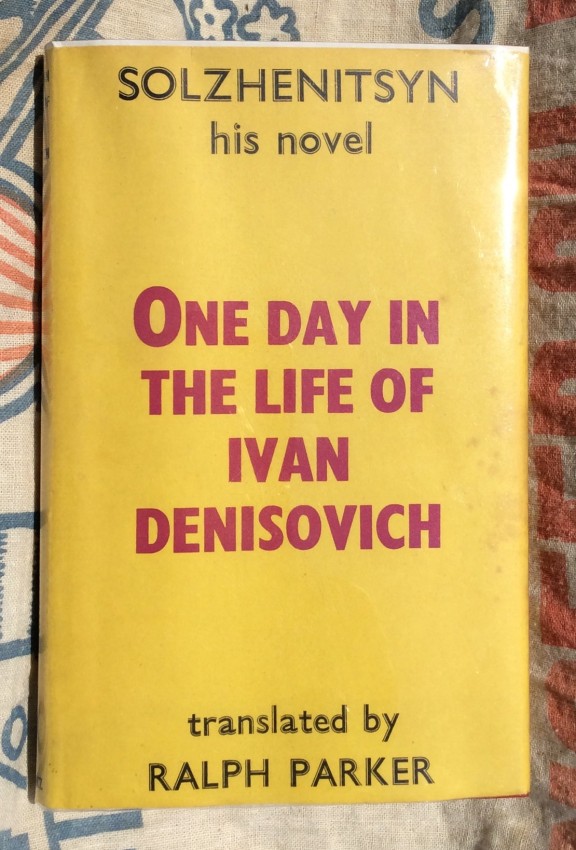 SOLZHENITSYN
his novel
ONE DAY IN
THE LIFE OF
IVAN
DENISOVICH
translated by
RALPH PARKER